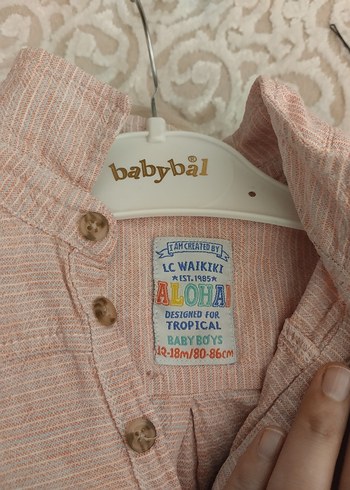 babybal®
I AM CREATED BY
LC WAIKIKI
★EST.1985★
ALOHA
DESIGNED FOR
TROPICAL
BABY BOYS
12-18m/80-86cm